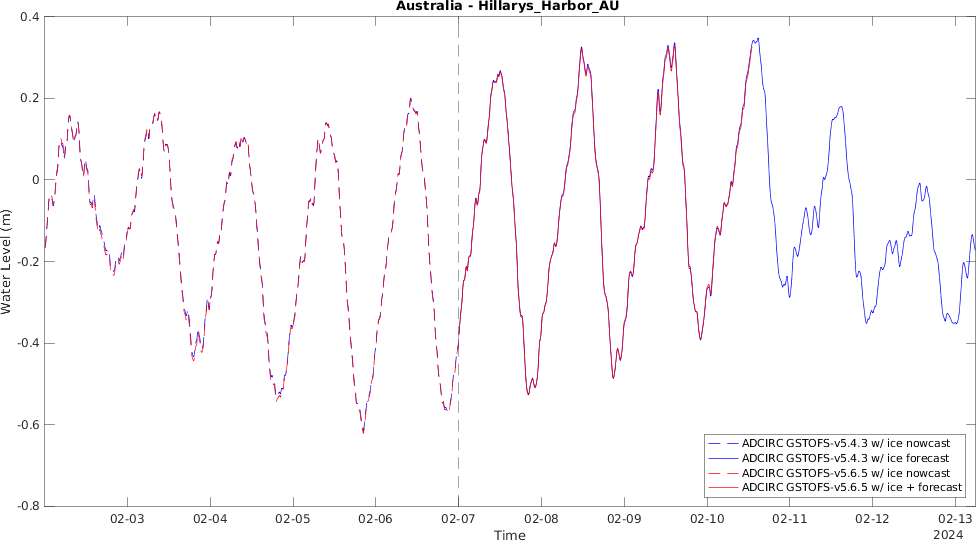 Australia - Hillarys_Harbor_AU
0.4
0.2
0
-0.2
-0.4
-0.6
-0.8
Water Level (m)
ADCIRC GSTOFS-v5.4.3 w/ ice nowcast
ADCIRC GSTOFS-v5.4.3 w/ ice forecast
ADCIRC GSTOFS-v5.6.5 w/ ice nowcast
ADCIRC GSTOFS-v5.6.5 w/ ice + forecast
02-03 02-04 02-05 02-06 02-07 02-08 02-09 02-10 02-11 02-12 02-13
Time
2024